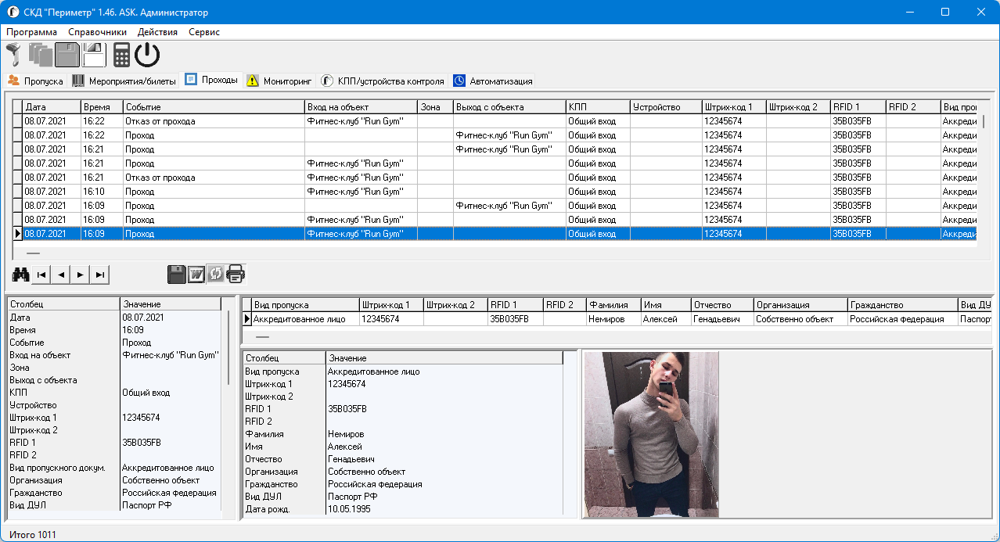 СКД "Периметр" 1.46. ASK. Администратор
Программа Справочники Действия Сервис
Пропуска Мероприятия/билеты Проходы Мониторинг КПП/устройства контроля Автоматизация
Дата Время Событие Вход на объект Зона Выход с объекта КПП Устройство Штрих-код 1 Штрих-код 2 RFID 1 RFID 2 Вид про
08.07.2021 16:22 Отказ от прохода Фитнес-клуб "Run Gym" Общий вход 12345674 35B035FB Аккреди
08.07.2021 16:22 Проход Фитнес-клуб "Run Gym" Общий вход 12345674 35B035FB Аккреди
08.07.2021 16:21 Проход Фитнес-клуб "Run Gym" Общий вход 12345674 35B035FB Аккреди
08.07.2021 16:21 Проход Фитнес-клуб "Run Gym" Общий вход 12345674 35B035FB Аккреди
08.07.2021 16:21 Отказ от прохода Фитнес-клуб "Run Gym" Общий вход 12345674 35B035FB Аккреди
08.07.2021 16:10 Проход Фитнес-клуб "Run Gym" Общий вход 12345674 35B035FB Аккреди
08.07.2021 16:09 Проход Фитнес-клуб "Run Gym" Общий вход 12345674 35B035FB Аккреди
08.07.2021 16:09 Проход Фитнес-клуб "Run Gym" Общий вход 12345674 35B035FB Аккреди
08.07.2021 16:09 Проход Фитнес-клуб "Run Gym" Общий вход 12345674 35B035FB Аккреди
W
Столбец Значение
Дата 08.07.2021
Время 16:09
Событие Проход
Вход на объект Фитнес-клуб "Run Gym"
Зона
Выход с объекта
КПП Общий вход
Устройство
Штрих-код 1 12345674
Штрих-код 2
RFID 1 35B035FB
RFID 2
Вид пропускного докум. Аккредитованное лицо
Организация Собственно объект
Гражданство Российская Федерация
Вид ДУЛ Паспорт РФ
Вид пропуска Штрих-код 1 Штрих-код 2 RFID 1 RFID 2 Фамилия Имя Отчество Организация Гражданство Вид ДУ
Аккредитованное лицо 12345674 35B035FB Немиров Алексей Генадьевич Собственно объект Российская Федерация Паспор
Столбец Значение
Вид пропуска Аккредитованное лицо
Штрих-код 1 12345674
Штрих-код 2
RFID 1 35B035FB
RFID 2
Фамилия Немиров
Имя Алексей
Отчество Генадьевич
Организация Собственно объект
Гражданство Российская Федерация
Вид ДУЛ Паспорт РФ
Дата рожд. 10.05.1995
Итого 1011